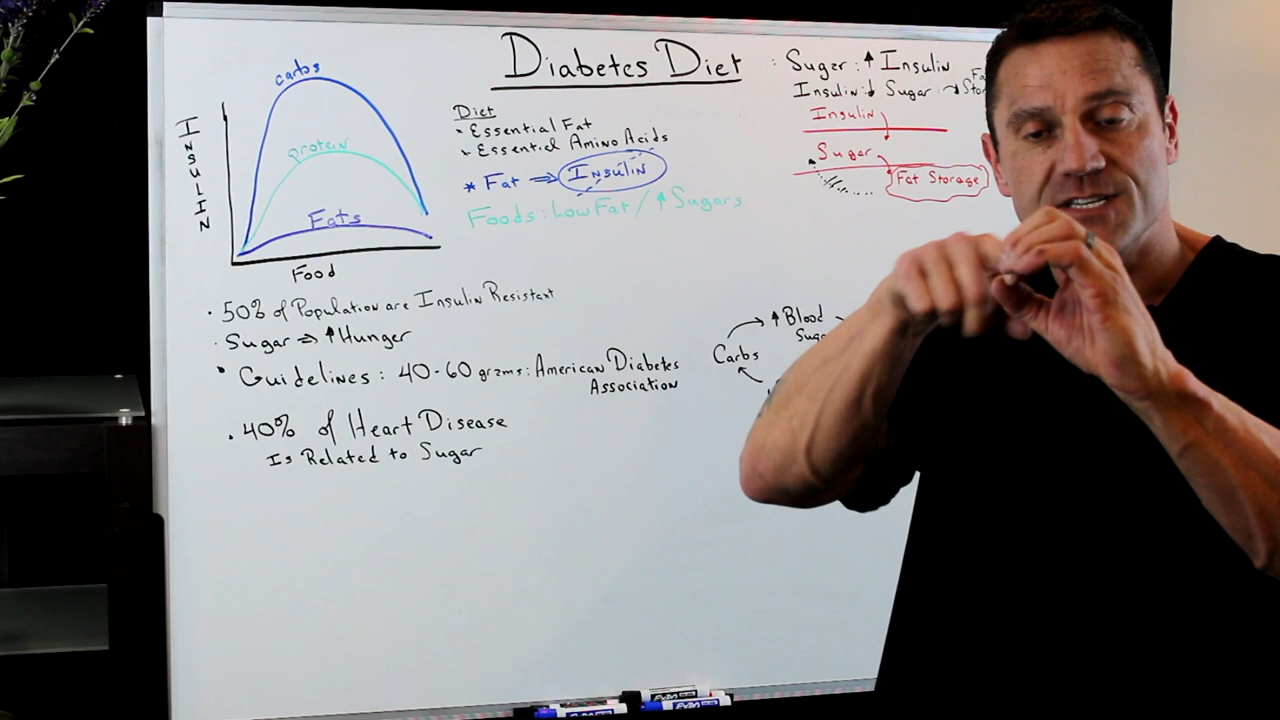 Diabetes Diet
carbs
protein
Fats
INSULIN
Food
Diet
Essential Fat
Essential Amino Acids
* Fat ⇒ Insulin
Foods: Low Fat / ↑ Sugars
: Sugar: ↑ Insulin
Insulin: ↓ Sugar →
Insulin
Sugar
Fat Storage
• 50% of Population are Insulin Resistant
• Sugar ⇒ ↑ Hunger
• Guidelines: 40-60 grams: American Diabetes
Association
• 40% of Heart Disease
Is Related to Sugar
↑ Blood
Carbs
EXPO
EXPO